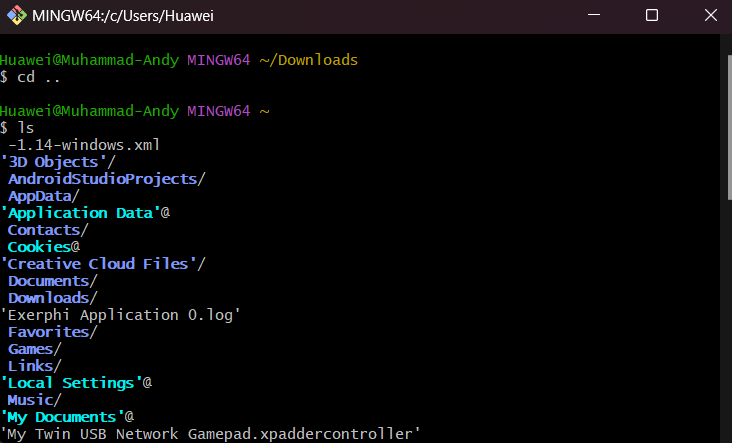 MINGW64:/c/Users/Huawei
Huawei@Muhammad-Andy MINGW64 ~/Downloads
$ cd ..
Huawei@Muhammad-Andy MINGW64 ~
$ ls
-1.14-windows.xml
'3D Objects'/
AndroidStudioProjects/
AppData/
'Application Data'@
Contacts/
Cookies@
'Creative Cloud Files'/
Documents/
Downloads/
'Exerphi Application 0.log'
Favorites/
Games/
Links/
'Local Settings'@
Music/
'My Documents'@
'My Twin USB Network Gamepad.xpaddercontroller'